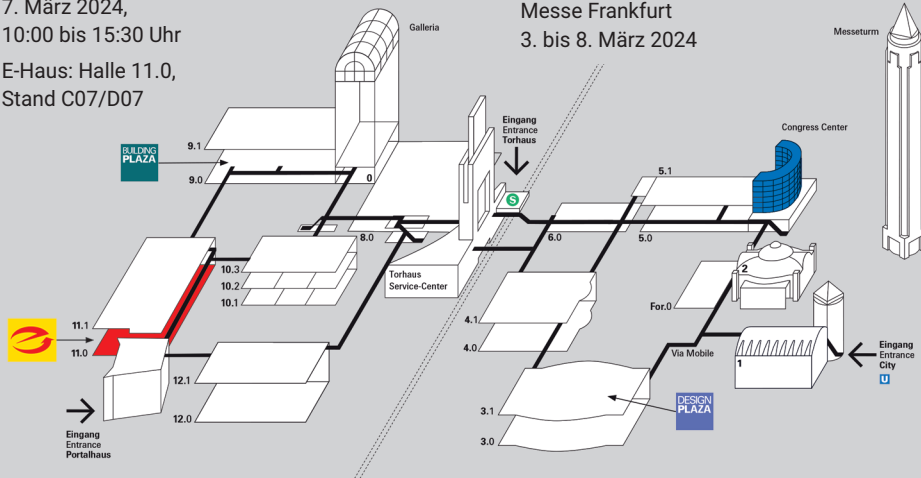 7. März 2024,
10:00 bis 15:30 Uhr
E-Haus: Halle 11.0,
Stand C07/D07
Messe Frankfurt
3. bis 8. März 2024
Galleria
Messeturm
Eingang
Entrance
Torhaus
Congress Center
BUILDING
PLAZA
9.1
9.0
0
S
5.1
8.0
6.0
5.0
10.3
10.2
10.1
Torhaus
Service-Center
2
For.0
11.1
11.0
4.1
4.0
Via Mobile
1
Eingang
Entrance
City
U
12.1
12.0
3.1
3.0
DESIGN
PLAZA
Eingang
Entrance
Portalhaus